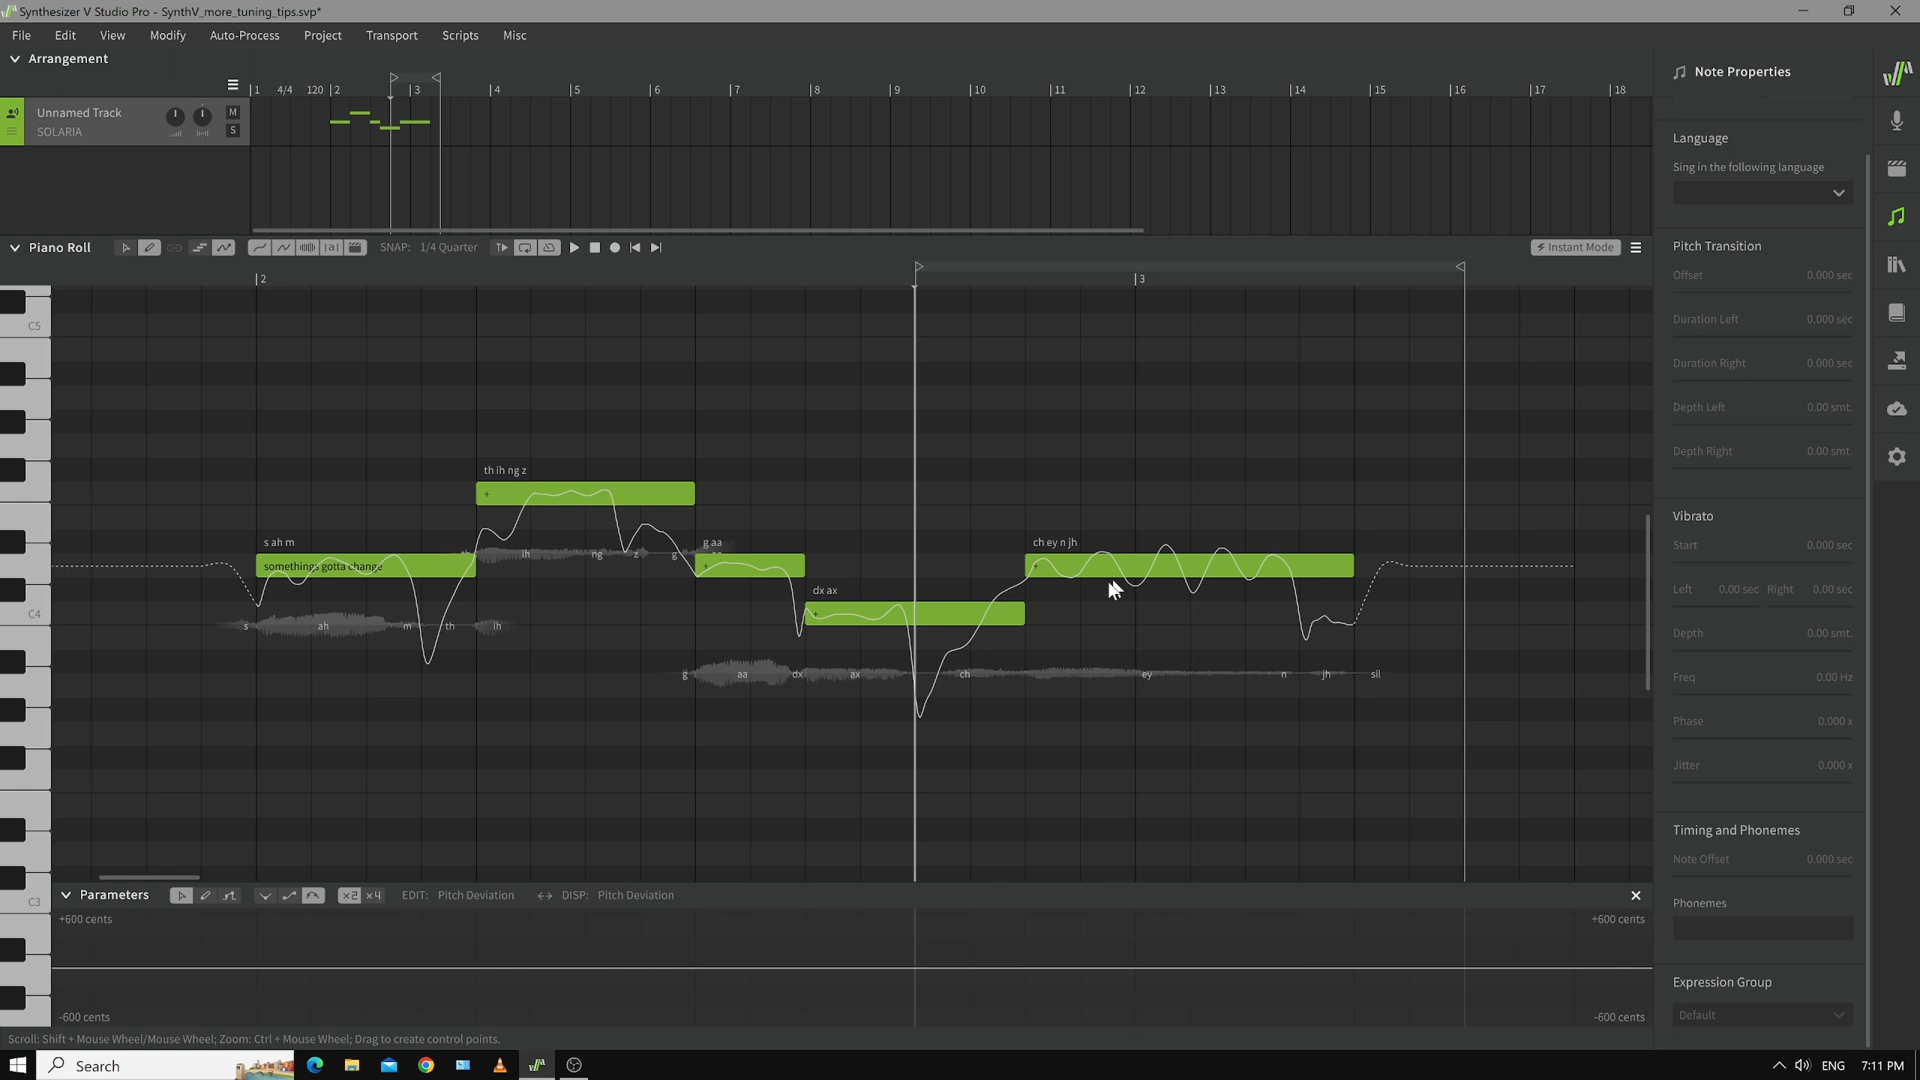 Synthesizer V Studio Pro - SynthV_more_tuning_tips.svp*
File Edit View Modify Auto-Process Project Transport Scripts Misc
Arrangement
1 4/4 120 2 3 4 5 6 7 8 9 10 11 12 13 14 15 16 17 18
Unnamed Track M
SOLARIA S
Piano Roll SNAP: 1/4 Quarter Instant Mode
2 3
C5
th ih ng z
+
s ah m
somethings gotta change
th ih ng z g
g aa
+
ch ey n jh
+
dx ax
+
C4
s ah m th ih
g aa dx ax ch ey n jh sil
C3
Parameters x2 x4 EDIT: Pitch Deviation DISP: Pitch Deviation
+600 cents +600 cents
-600 cents -600 cents
Scroll: Shift + Mouse Wheel/Mouse Wheel; Zoom: Ctrl + Mouse Wheel; Drag to create control points.
Note Properties
Language
Sing in the following language
Pitch Transition
Offset 0.000 sec
Duration Left 0.000 sec
Duration Right 0.000 sec
Depth Left 0.00 smt.
Depth Right 0.00 smt.
Vibrato
Start 0.000 sec
Left 0.00 sec Right 0.00 sec
Depth 0.00 smt.
Freq 0.00 Hz
Phase 0.000 x
Jitter 0.000 x
Timing and Phonemes
Note Offset 0.000 sec
Phonemes
Expression Group
Default
Search
ENG 7:11 PM